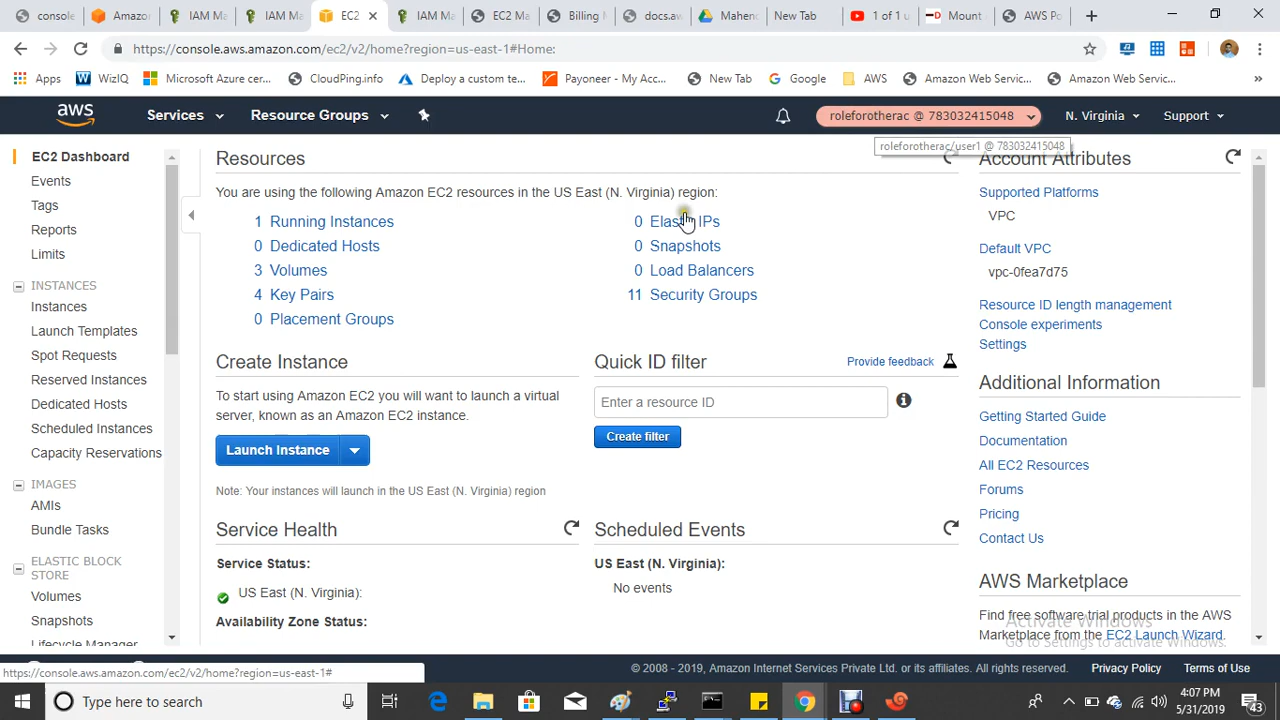 consol
Amazo
IAM Ma
IAM Ma
EC2
IAM Ma
EC2 Ma
Billing M
docs.aw
Mahend
New Tab
1 of 1 u
Mount
AWS Po
https://console.aws.amazon.com/ec2/v2/home?region=us-east-1#Home:
Apps
WizIQ
Microsoft Azure cer...
CloudPing.info
Deploy a custom te...
Payoneer - My Acc...
New Tab
Google
AWS
Amazon Web Servic...
Amazon Web Servic...
»
aws
Services
Resource Groups
roleforotherac @ 783032415048
N. Virginia
Support
roleforotherac/user1 @ 783032415048
EC2 Dashboard
Events
Tags
Reports
Limits
INSTANCES
Instances
Launch Templates
Spot Requests
Reserved Instances
Dedicated Hosts
Scheduled Instances
Capacity Reservations
IMAGES
AMIs
Bundle Tasks
ELASTIC BLOCK
STORE
Volumes
Snapshots
Lifecycle Manager
Resources
You are using the following Amazon EC2 resources in the US East (N. Virginia) region:
1 Running Instances
0 Elastic IPs
0 Dedicated Hosts
0 Snapshots
3 Volumes
0 Load Balancers
4 Key Pairs
11 Security Groups
0 Placement Groups
Create Instance
To start using Amazon EC2 you will want to launch a virtual
server, known as an Amazon EC2 instance.
Launch Instance
Note: Your instances will launch in the US East (N. Virginia) region
Quick ID filter
Provide feedback
Enter a resource ID
Create filter
Service Health
Service Status:
US East (N. Virginia):
Availability Zone Status:
Scheduled Events
US East (N. Virginia):
No events
Account Attributes
Supported Platforms
VPC
Default VPC
vpc-0fea7d75
Resource ID length management
Console experiments
Settings
Additional Information
Getting Started Guide
Documentation
All EC2 Resources
Forums
Pricing
Contact Us
AWS Marketplace
Find free software trial products in the AWS
Marketplace from the EC2 Launch Wizard.
Activate Windows
Go to Settings to activate Windows.
https://console.aws.amazon.com/ec2/v2/home?region=us-east-1#
© 2008 - 2019, Amazon Internet Services Private Ltd. or its affiliates. All rights reserved.
Privacy Policy
Terms of Use
Type here to search
4:07 PM
5/31/2019
43